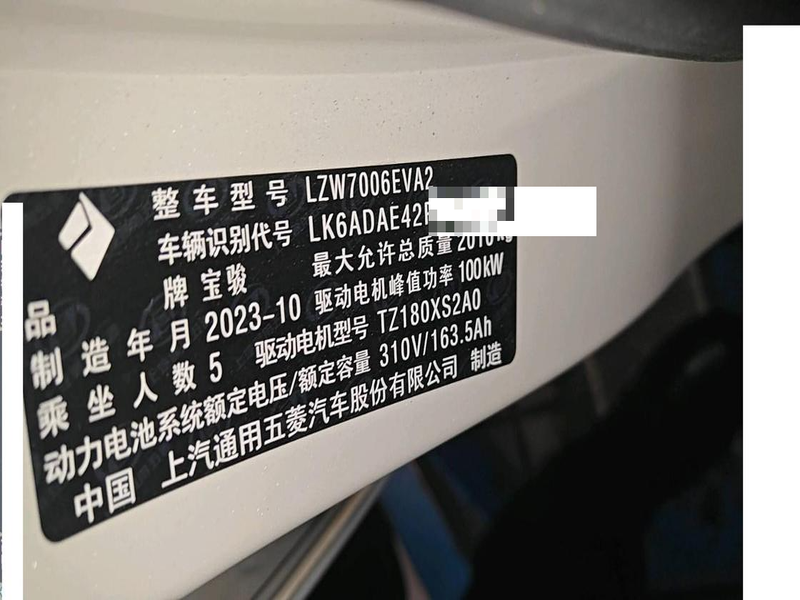 整车型号 LZW7006EVA2
车辆识别代号 LK6ADAE42
品牌 宝骏 最大允许总质量
制造年月 2023-10 驱动电机峰值功率 100kW
乘坐人数 5 驱动电机型号 TZ180XS2A0
动力电池系统额定电压/额定容量 310V/163.5Ah
中国 上汽通用五菱汽车股份有限公司 制造